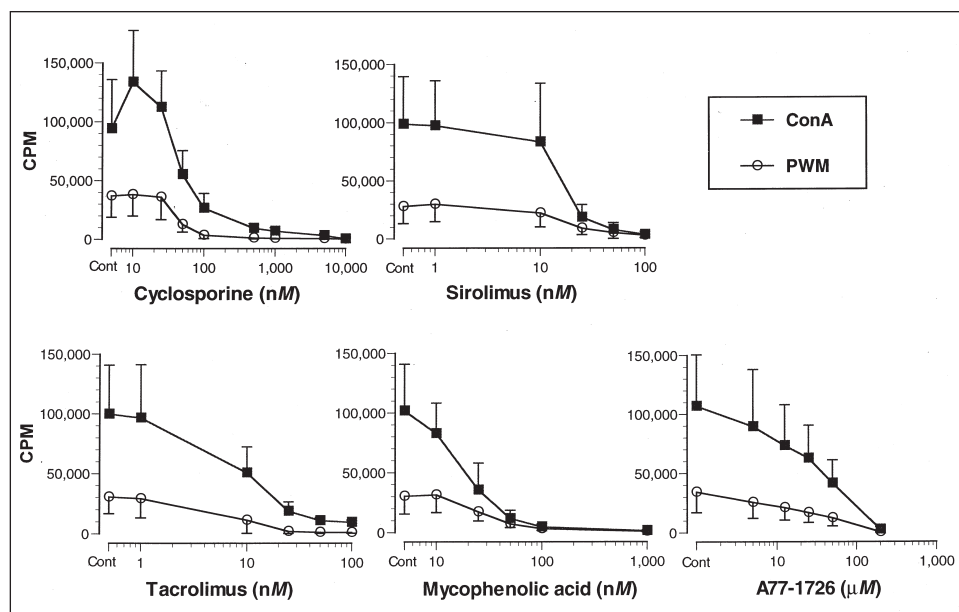 150,000
100,000
50,000
0
CPM
Cont 10 100 1,000 10,000
Cyclosporine (nM)
150,000
100,000
50,000
0
Cont 1 10 100
Sirolimus (nM)
ConA
PWM
150,000
100,000
50,000
0
CPM
Cont 1 10 100
Tacrolimus (nM)
150,000
100,000
50,000
0
Cont 10 100 1,000
Mycophenolic acid (nM)
150,000
100,000
50,000
0
Cont 10 100 1,000
A77-1726 (μM)